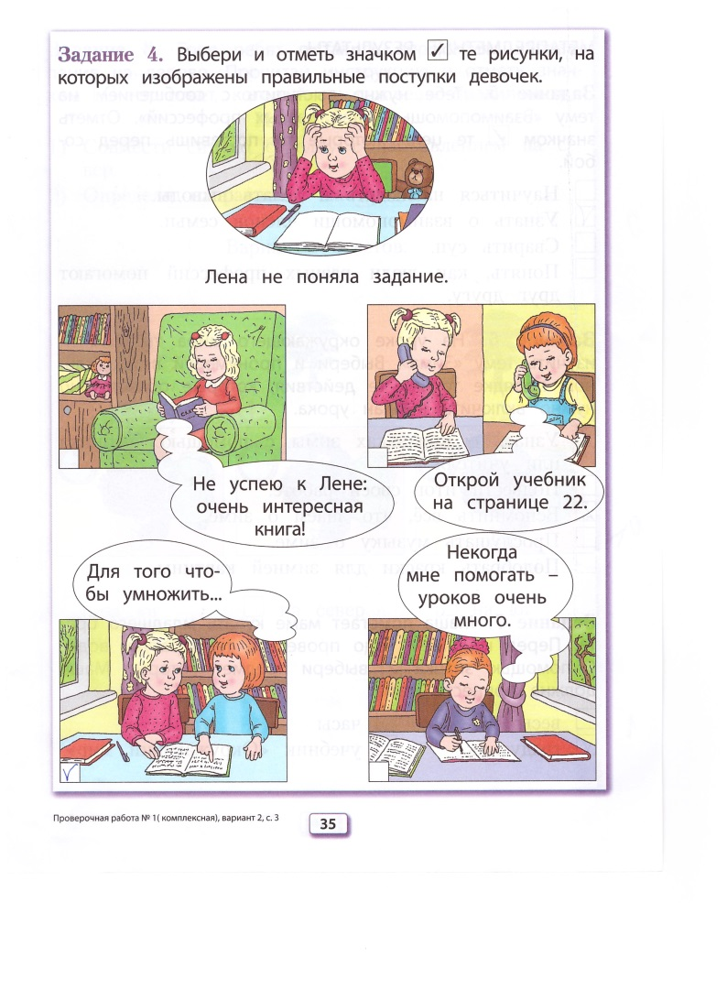 Задание 4. Выбери и отметь значком ✓ те рисунки, на
которых изображены правильные поступки девочек.
Лена не поняла задание.
Не успею к Лене:
очень интересная
книга!
Открой учебник
на странице 22.
Для того что-
бы умножить...
Некогда
мне помогать –
уроков очень
много.
Проверочная работа № 1( комплексная), вариант 2, с. 3
35